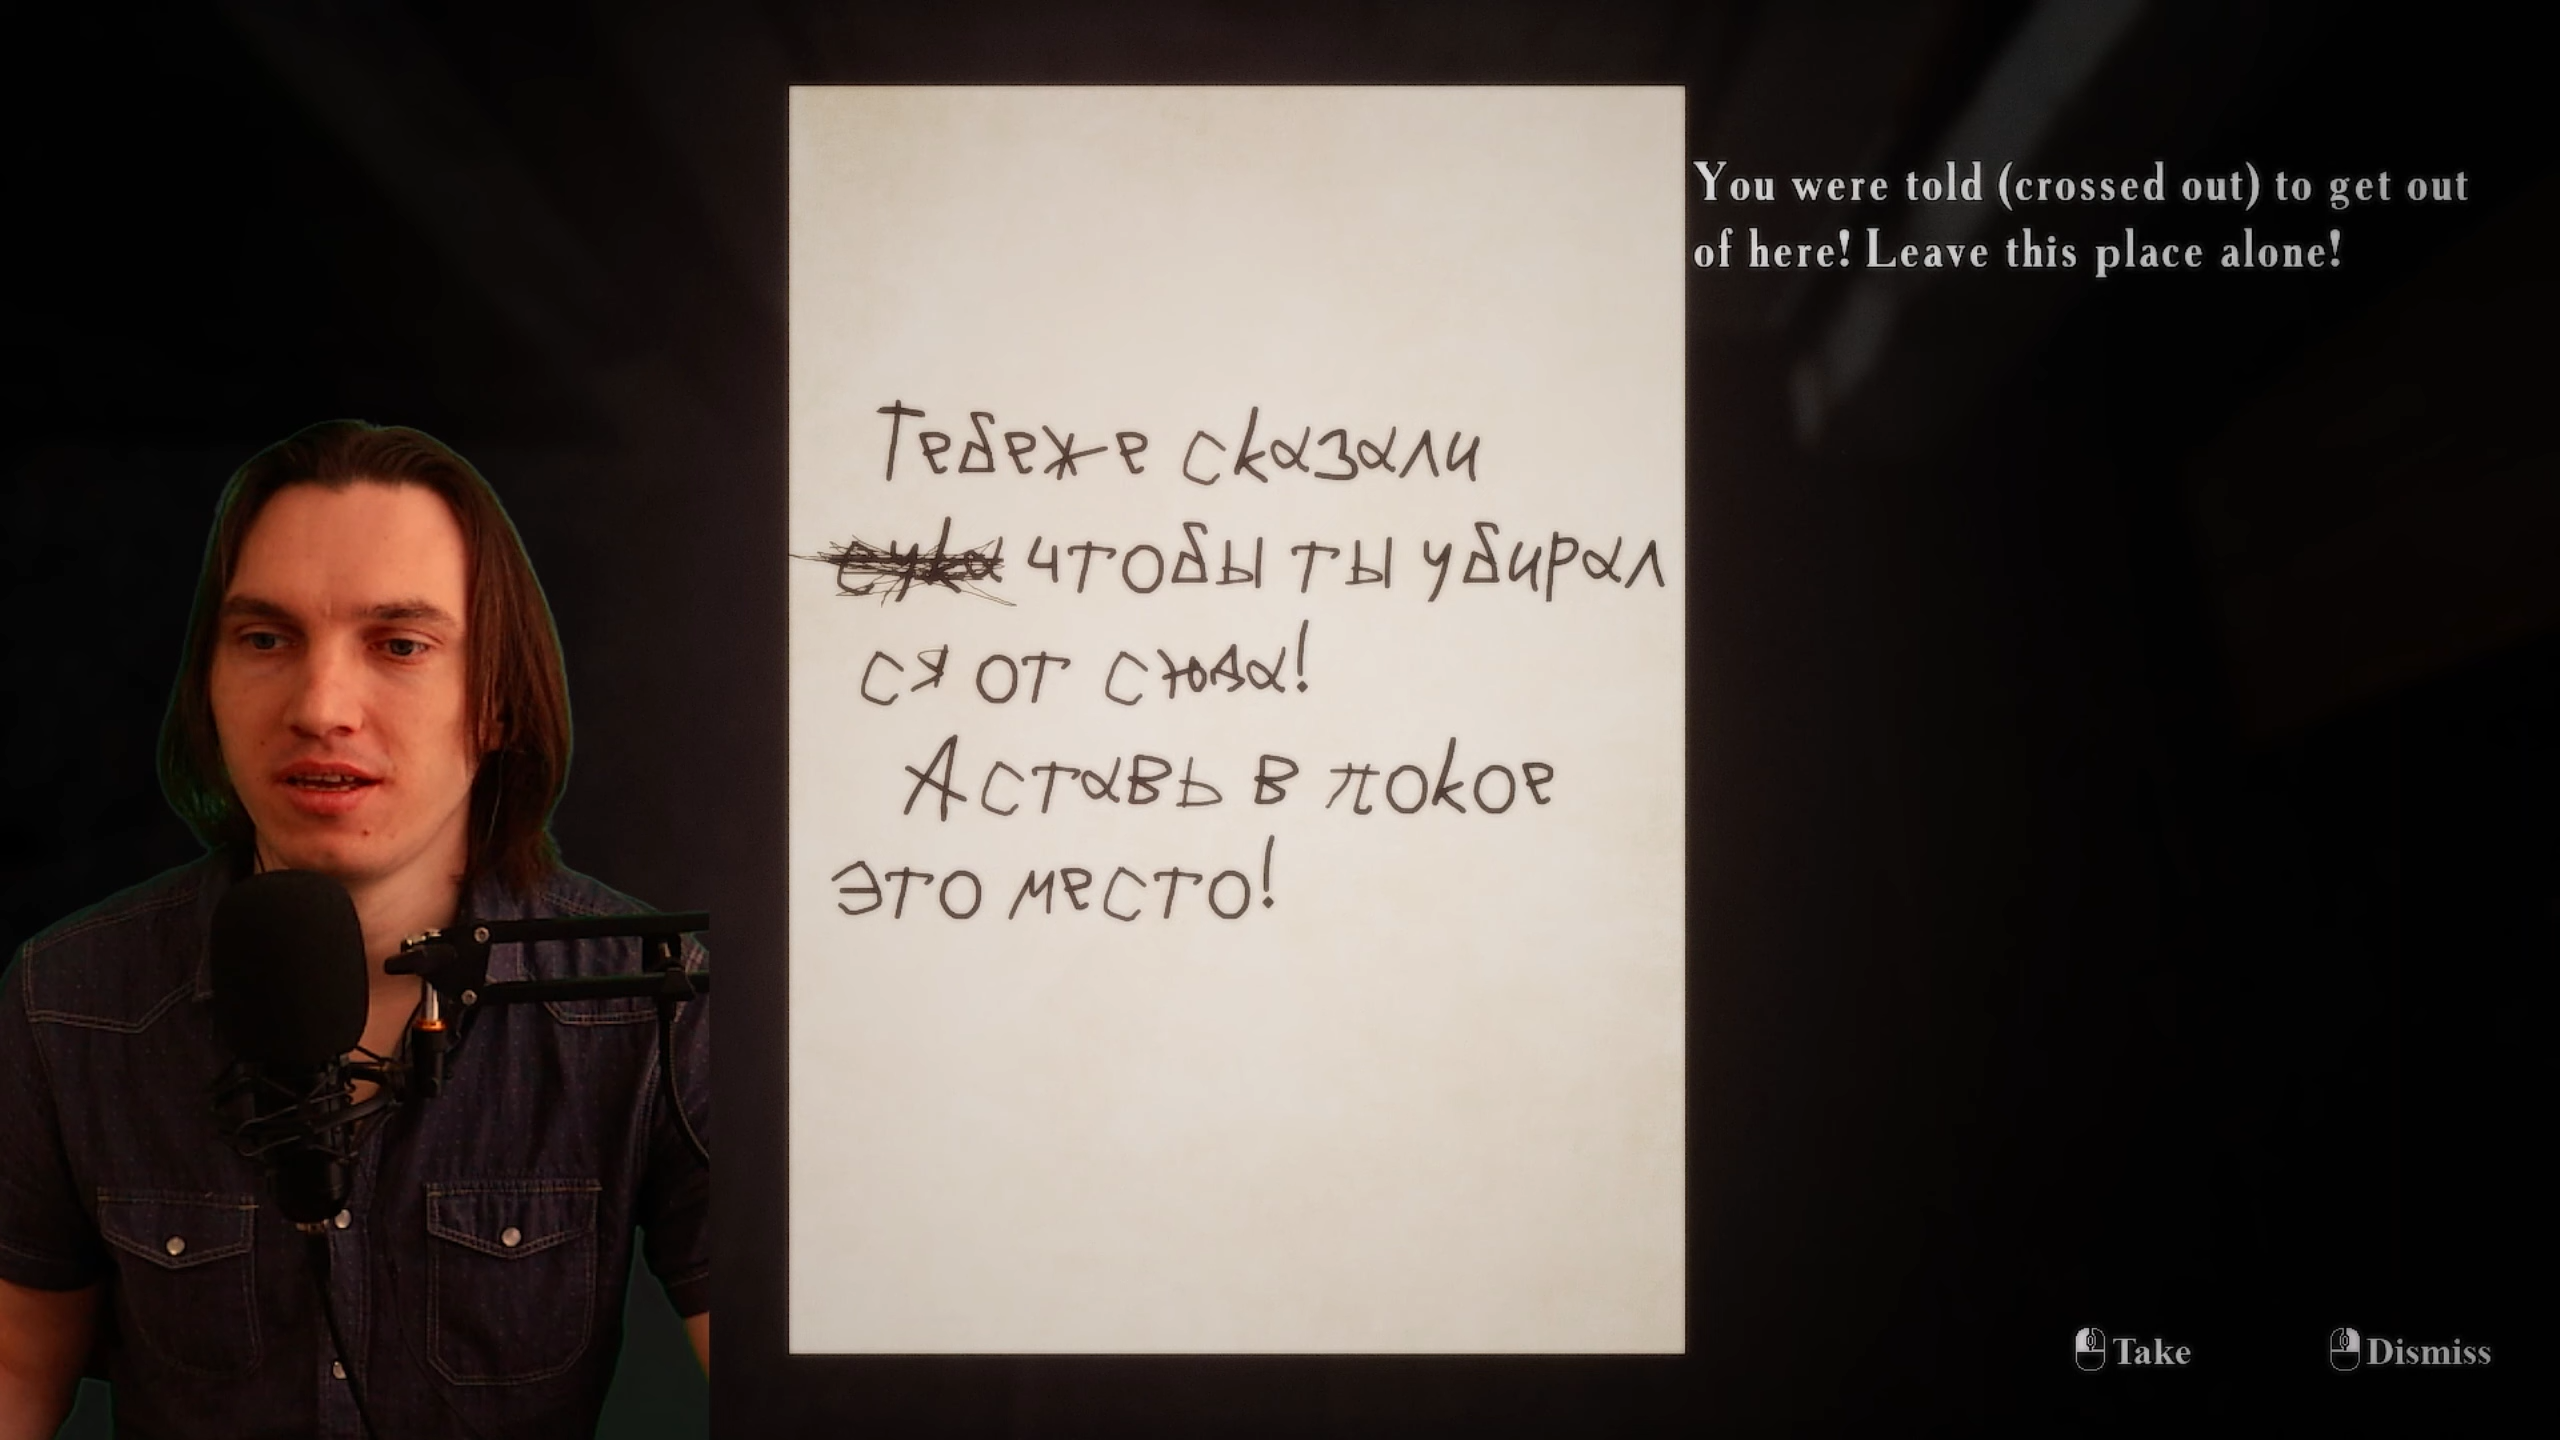 Тебеже сказали
сука чтобы ты убирал
ся от сюда!
Аставь в покое
это место!
You were told (crossed out) to get out
of here! Leave this place alone!
Take
Dismiss